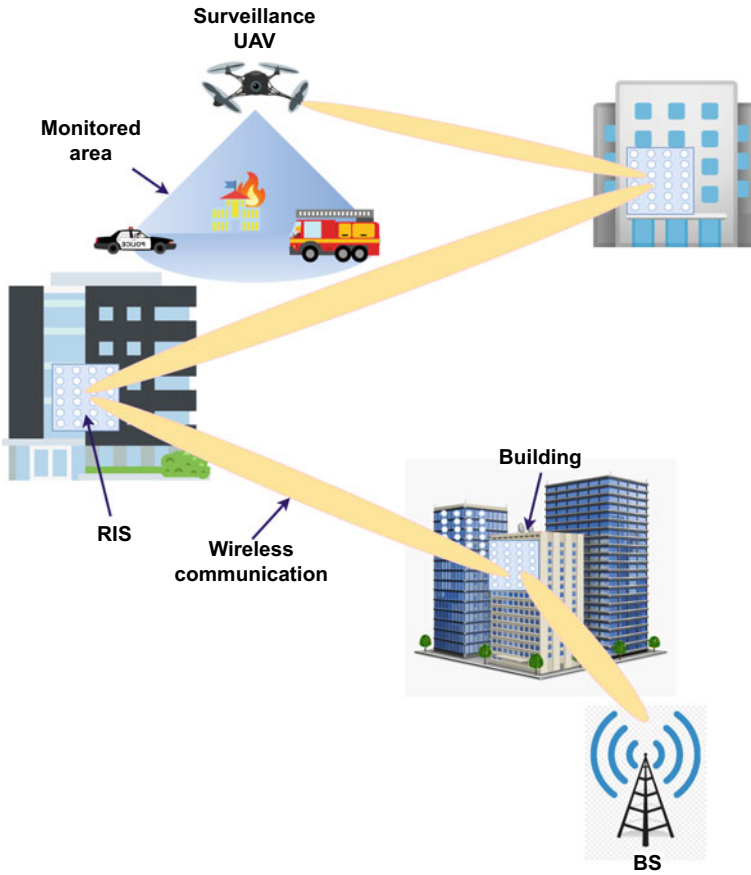 Surveillance
UAV
Monitored
area
POLICE
Building
RIS
Wireless
communication
BS